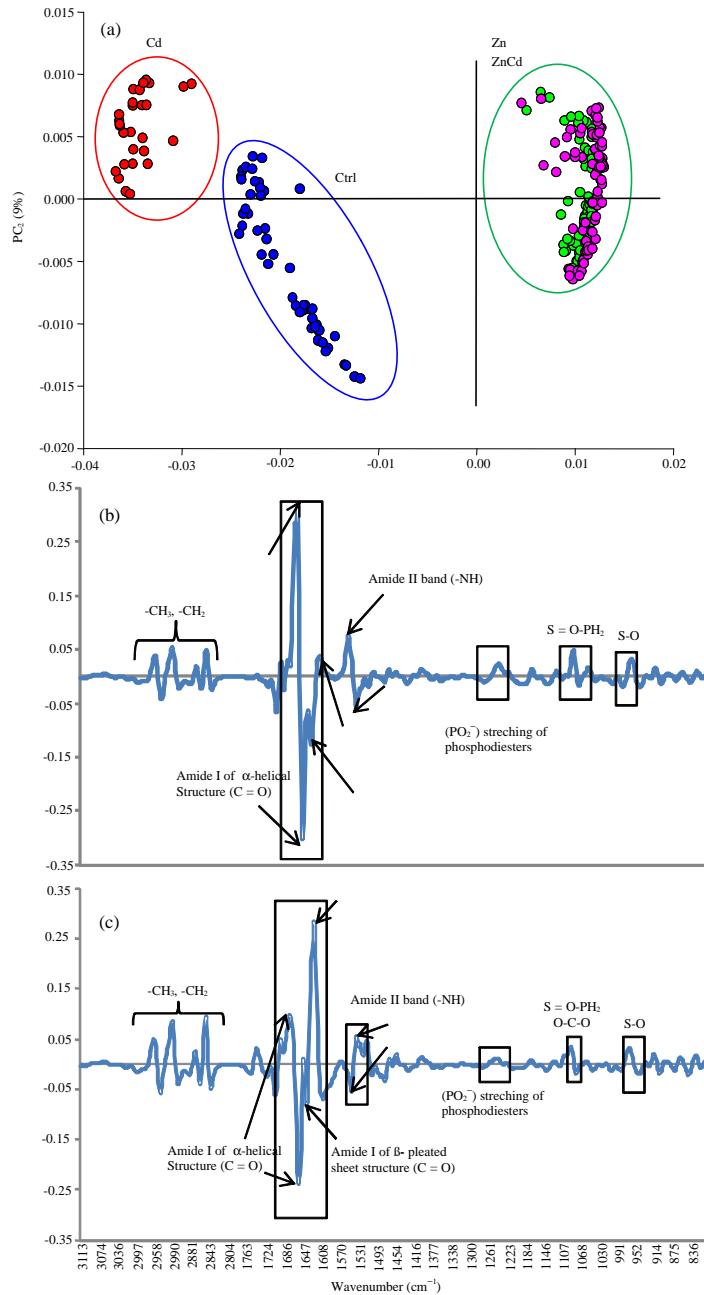 (a)
Cd
Zn
ZnCd
Ctrl
PC₂ (9%)
0.015
0.010
0.005
0.000
-0.005
-0.010
-0.015
-0.020
-0.04
-0.03
-0.02
-0.01
0.00
0.01
0.02
(b)
0.35
0.25
0.15
0.05
-0.05
-0.15
-0.25
-0.35
-CH₃, -CH₂
Amide II band (-NH)
S = O-PH₂
S-O
(PO₂⁻) streching of
phosphodiesters
Amide I of α-helical
Structure (C = O)
(c)
0.35
0.25
0.15
0.05
-0.05
-0.15
-0.25
-0.35
-CH₃, -CH₂
Amide II band (-NH)
S = O-PH₂
O-C-O
S-O
(PO₂⁻) streching of
phosphodiesters
Amide I of α-helical
Structure (C = O)
Amide I of ß- pleated
sheet structure (C = O)
3113
3074
3036
2997
2958
2990
2881
2843
2804
1763
1724
1686
1647
1608
1570
1531
1493
1454
1377
1338
1300
1261
1223
1184
1146
1107
1068
1030
991
952
914
875
836
Wavenumber (cm⁻¹)